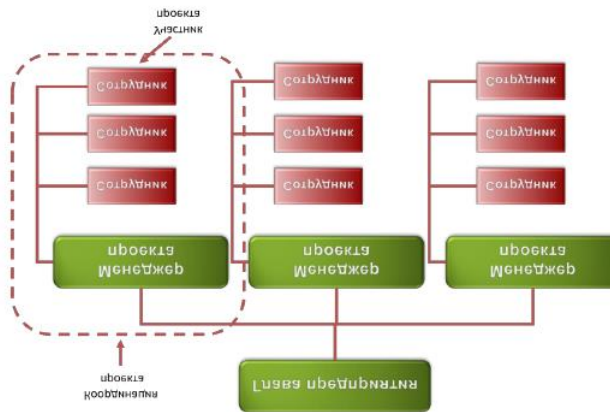 Координация
проекта
Глава предприятия
Менеджер
проекта
Менеджер
проекта
Менеджер
проекта
Сотрудник
Сотрудник
Сотрудник
Сотрудник
Сотрудник
Сотрудник
Сотрудник
Сотрудник
Сотрудник
Участник
проекта